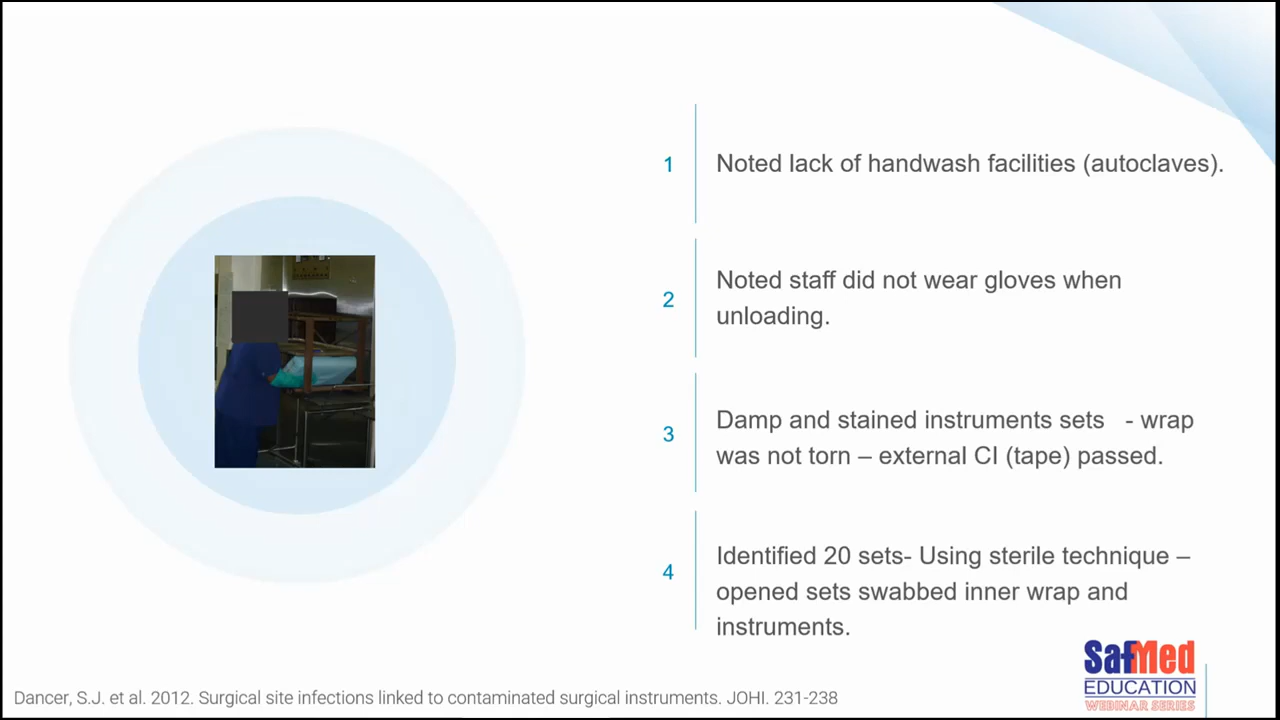 1
Noted lack of handwash facilities (autoclaves).
2
Noted staff did not wear gloves when
unloading.
3
Damp and stained instruments sets   - wrap
was not torn – external CI (tape) passed.
4
Identified 20 sets- Using sterile technique –
opened sets swabbed inner wrap and
instruments.
SafMed
EDUCATION
WEBINAR SERIES
Dancer, S.J. et al. 2012. Surgical site infections linked to contaminated surgical instruments. JOHI. 231-238